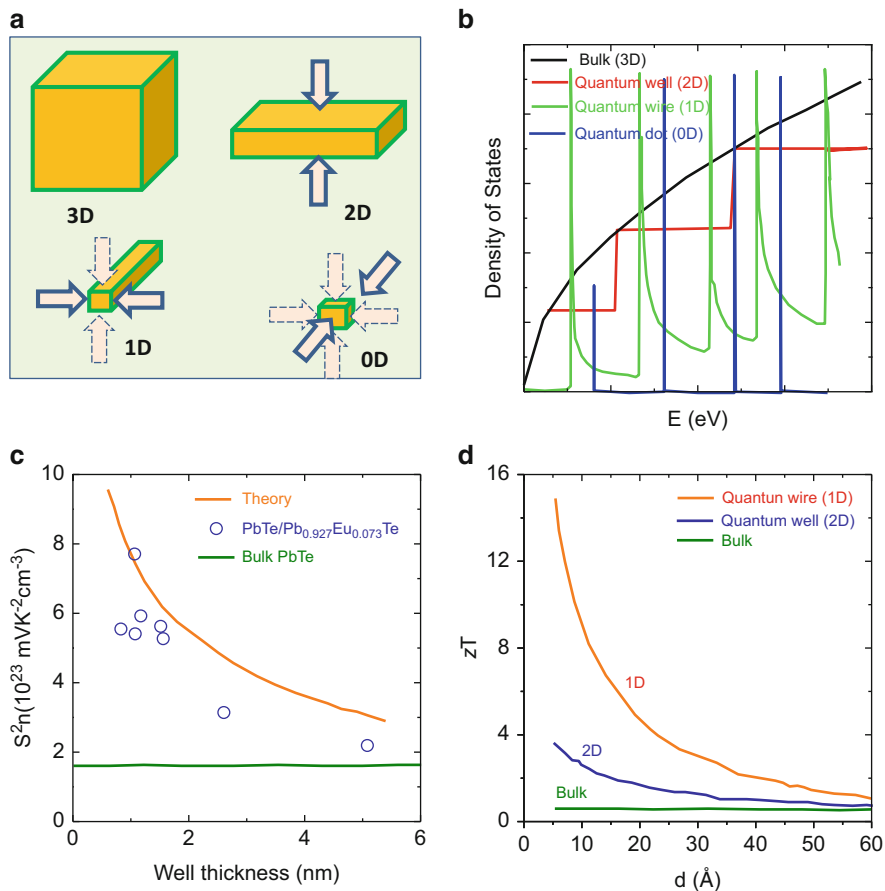 a
3D
2D
1D
0D
b
Bulk (3D)
Quantum well (2D)
Quantum wire (1D)
Quantum dot (0D)
Density of States
E (eV)
c
10
8
6
4
2
0
S²n(10²³ mVK⁻²cm⁻³)
Theory
PbTe/Pb₀.₉₂₇Eu₀.₀₇₃Te
Bulk PbTe
0 2 4 6
Well thickness (nm)
d
16
12
8
4
0
zT
Quantun wire (1D)
Quantum well (2D)
Bulk
1D
2D
Bulk
0 10 20 30 40 50 60
d (Å)